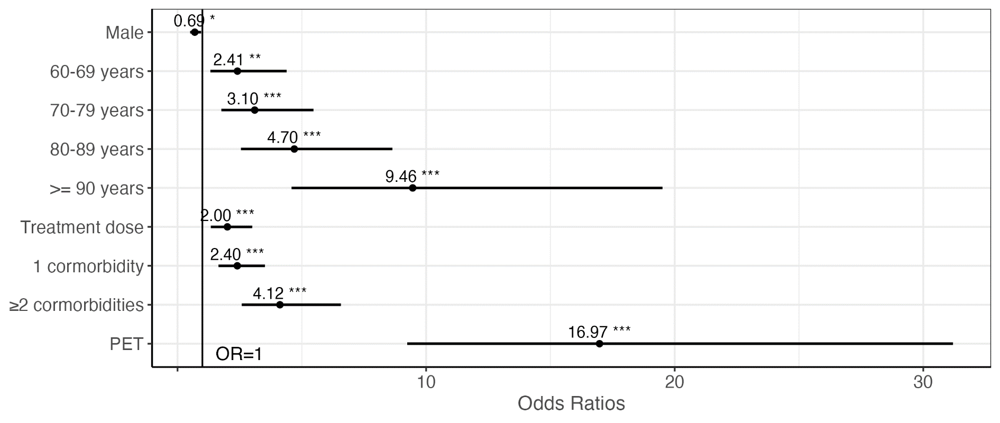 0.69 *
Male
2.41 **
60-69 years
3.10 ***
70-79 years
4.70 ***
80-89 years
9.46 ***
>= 90 years
2.00 ***
Treatment dose
2.40 ***
1 cormorbidity
4.12 ***
≥2 cormorbidities
16.97 ***
PET
OR=1
10 20 30
Odds Ratios